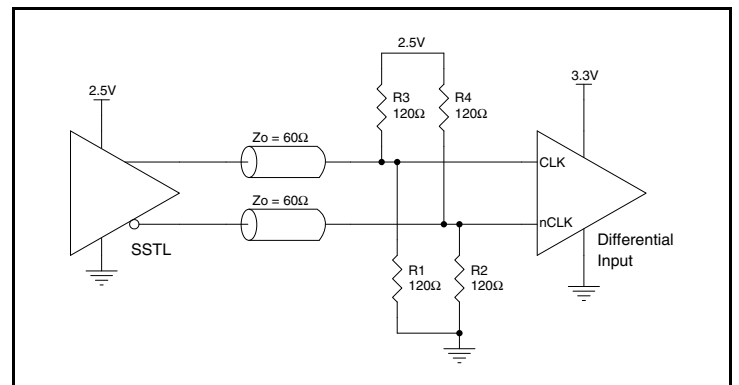 2.5V
3.3V
2.5V
R3
120Ω
R4
120Ω
Zo = 60Ω
CLK
Zo = 60Ω
nCLK
SSTL
Differential
Input
R1
120Ω
R2
120Ω